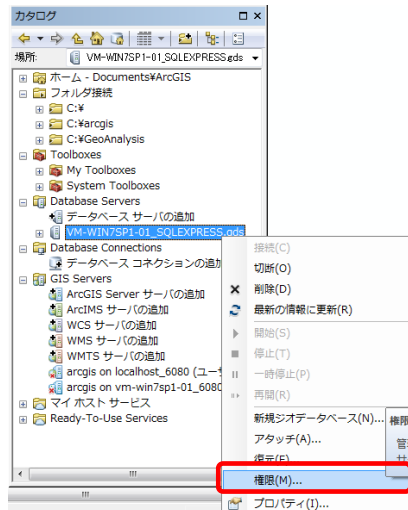 カタログ
場所: VM-WIN7SP1-01_SQLEXPRESS.gds
ホーム - Documents¥ArcGIS
フォルダ接続
C:¥
C:¥arcgis
C:¥GeoAnalysis
Toolboxes
My Toolboxes
System Toolboxes
Database Servers
データベース サーバの追加
VM-WIN7SP1-01_SQLEXPRESS.gds
Database Connections
データベース コネクションの追加
GIS Servers
ArcGIS Server サーバの追加
ArcIMS サーバの追加
WCS サーバの追加
WMS サーバの追加
WMTS サーバの追加
arcgis on localhost_6080 (ユー
arcgis on vm-win7sp1-01_6080
マイ ホスト サービス
Ready-To-Use Services
接続(C)
切断(O)
削除(D)
最新の情報に更新(R)
開始(S)
停止(T)
一時停止(P)
再開(R)
新規ジオデータベース(N)...
アタッチ(A)...
復元(E)
権限(M)...
プロパティ(I)...
権限
管
サ